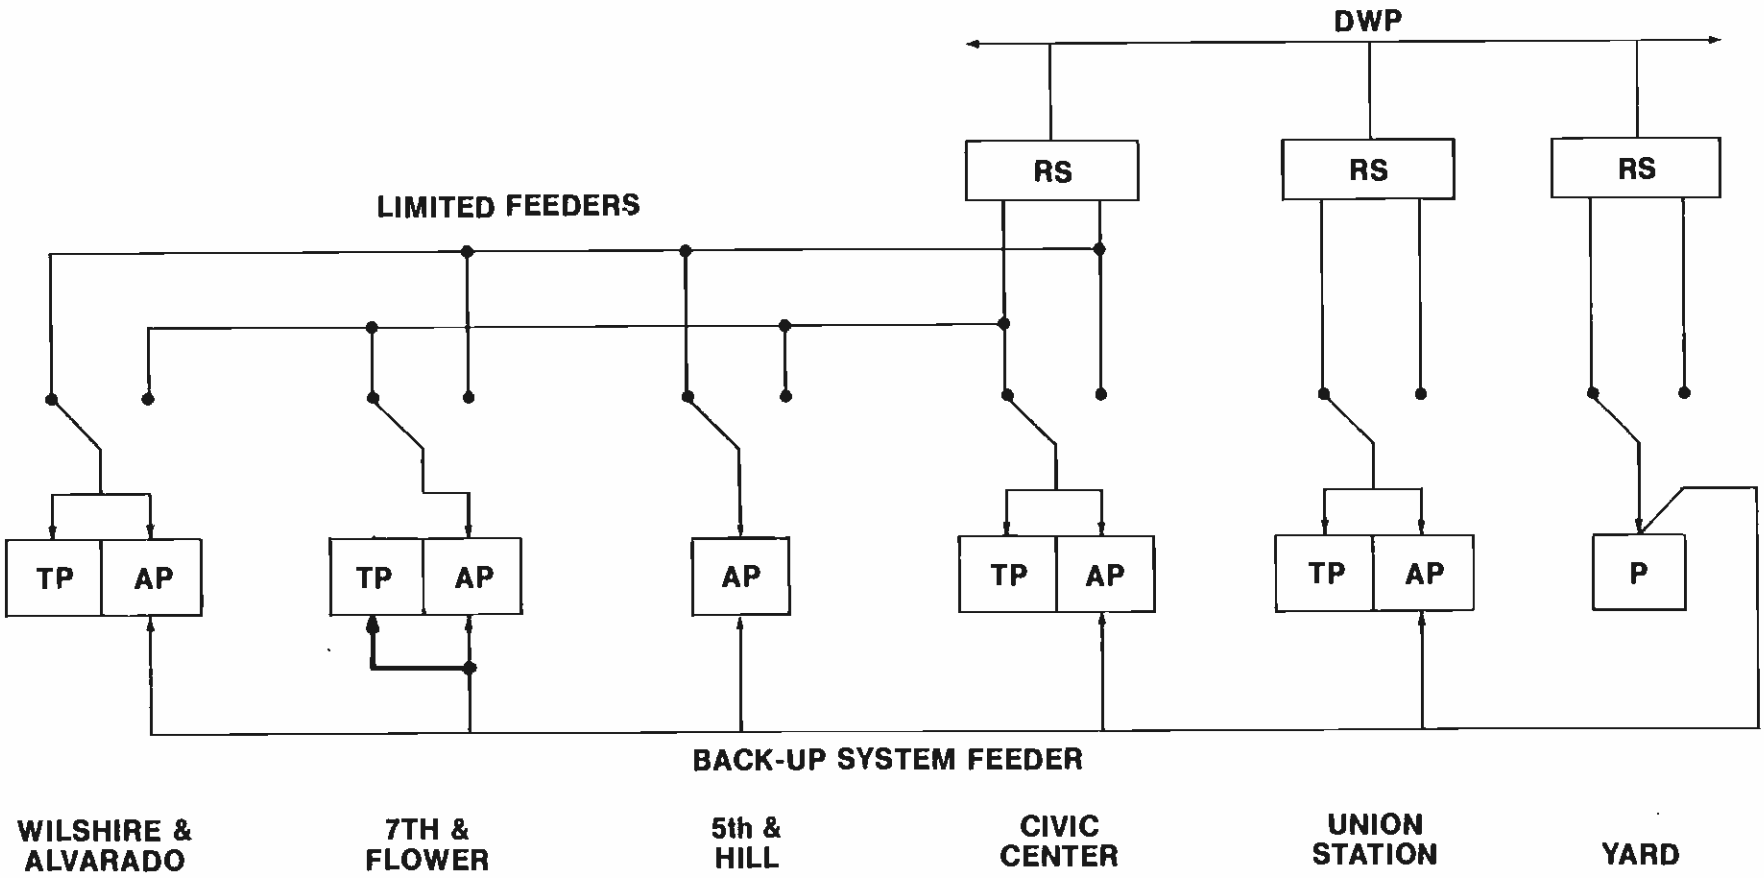 DWP
RS
RS
RS
LIMITED FEEDERS
TP
AP
TP
AP
AP
TP
AP
TP
AP
P
BACK-UP SYSTEM FEEDER
WILSHIRE &
ALVARADO
7TH &
FLOWER
5th &
HILL
CIVIC
CENTER
UNION
STATION
YARD